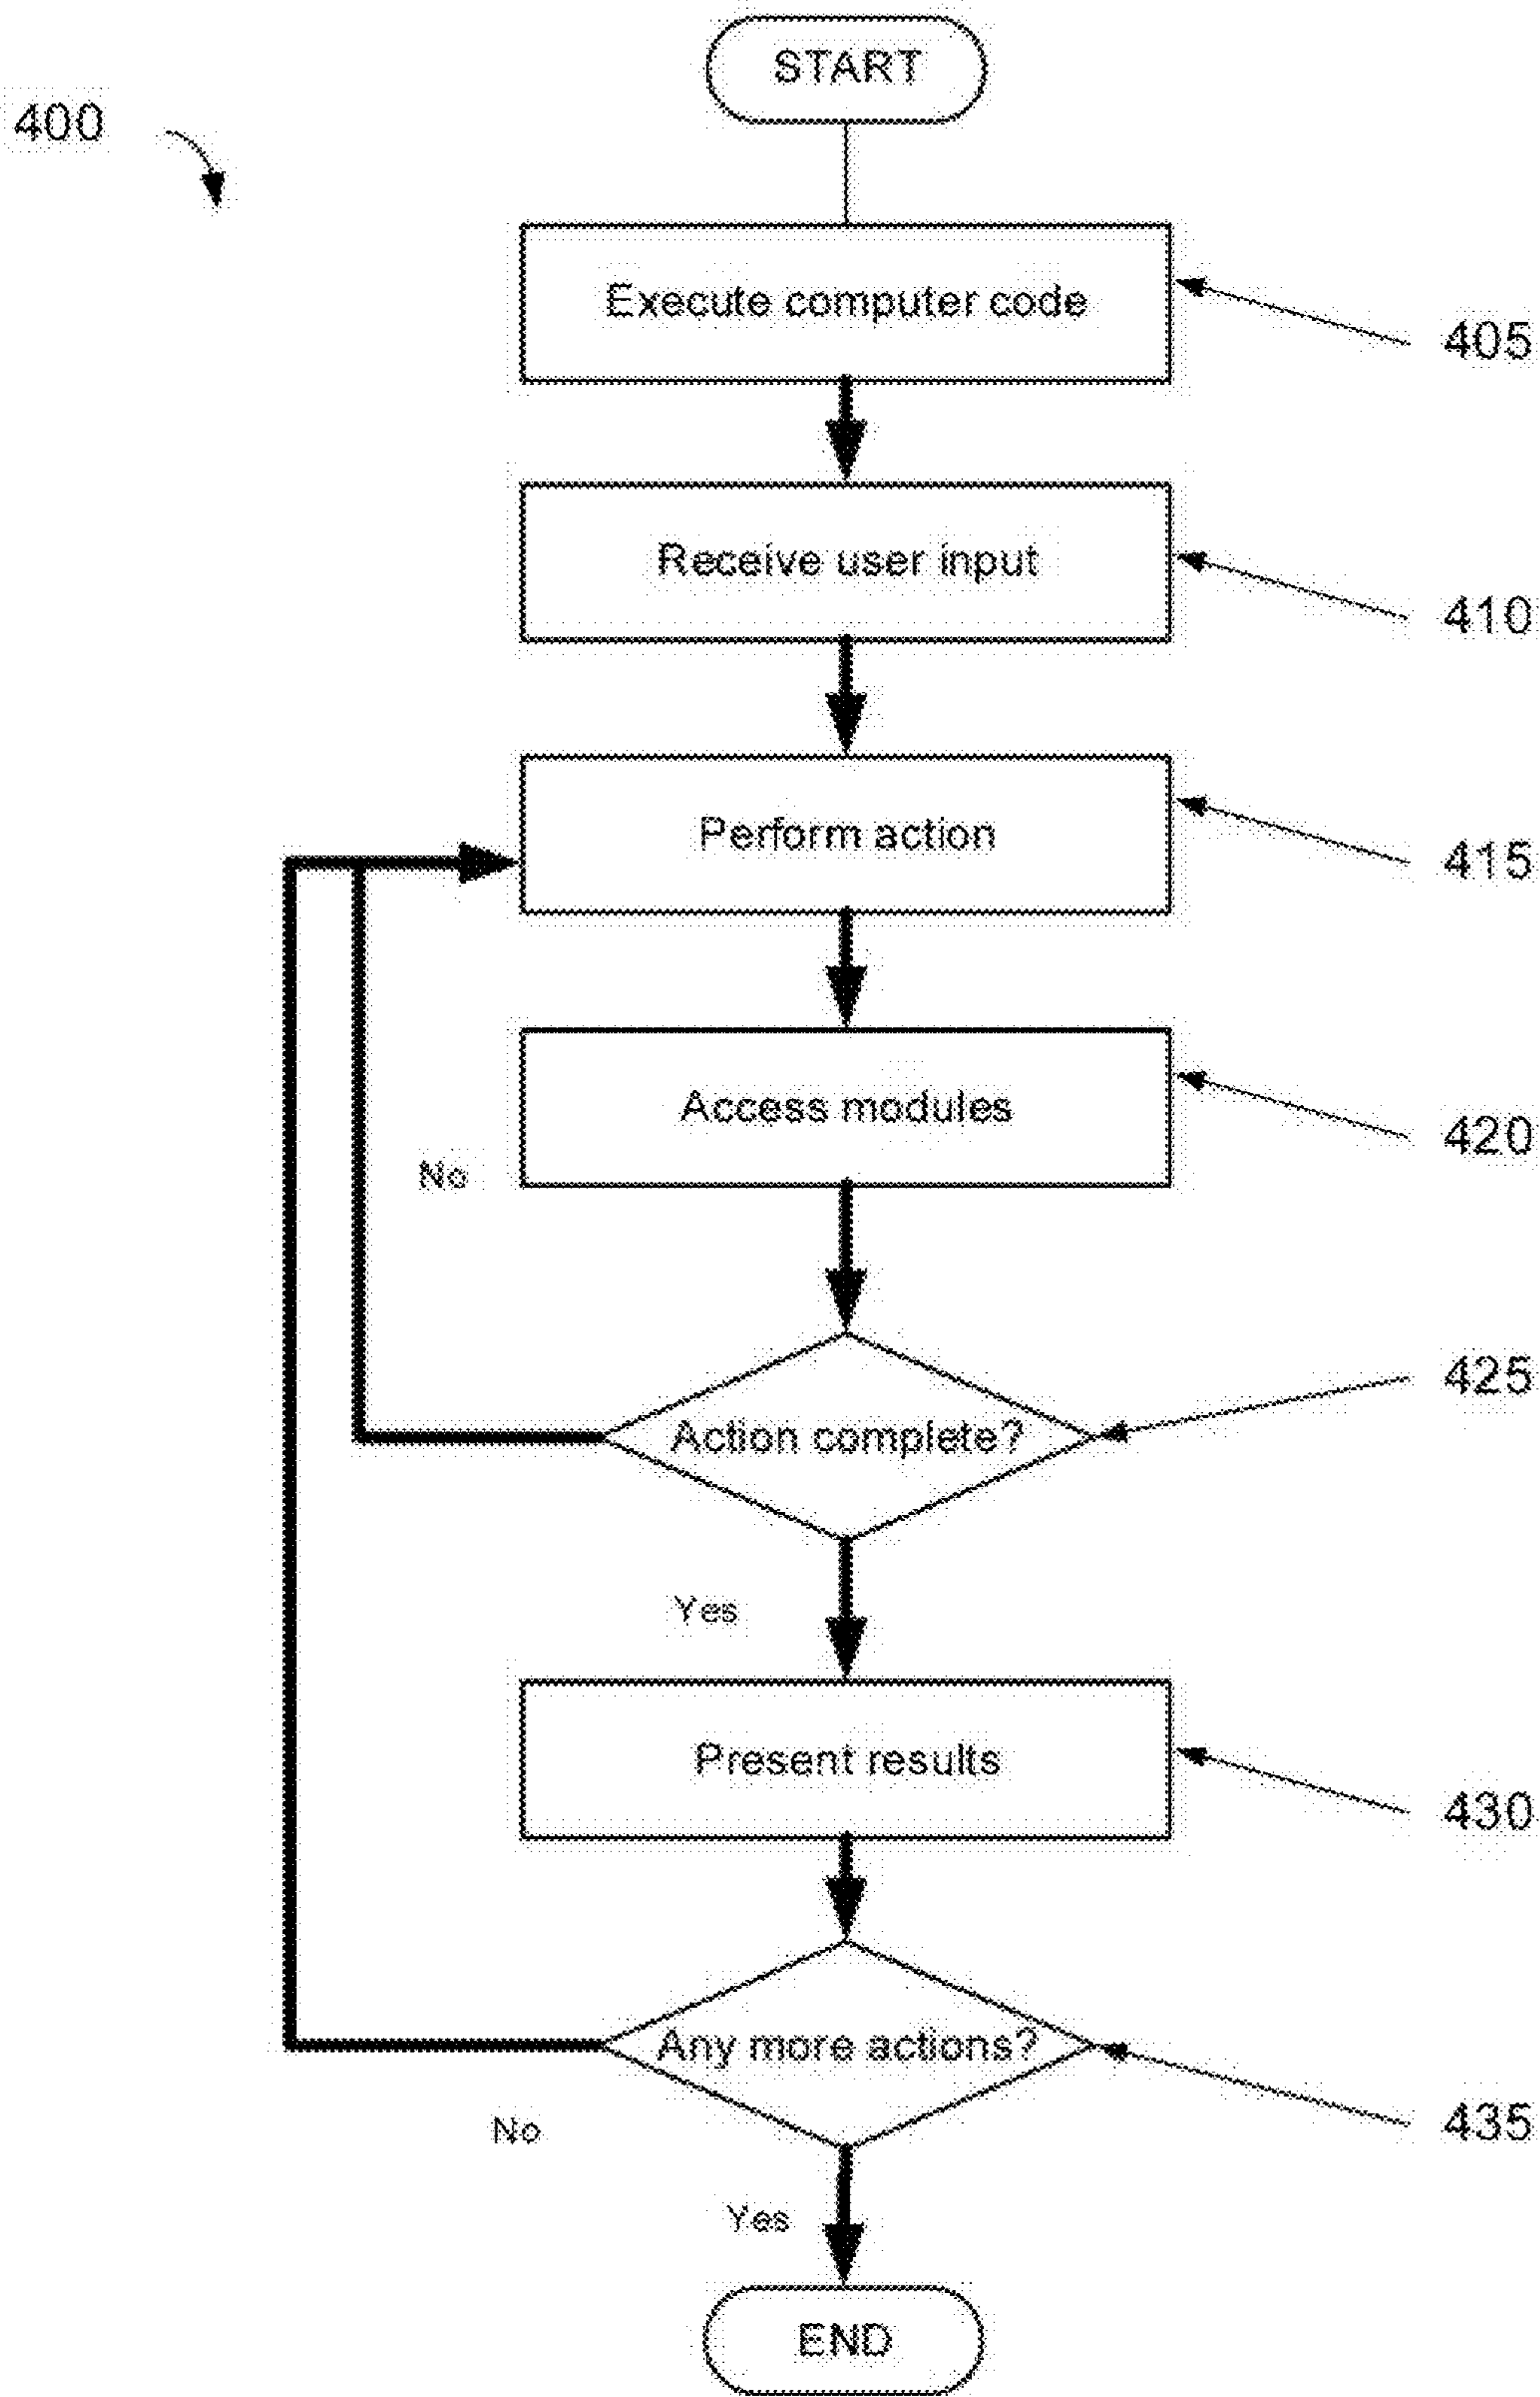 START
400
Execute computer code
405
Receive user input
410
Perform action
415
Access modules
420
No
425
Action complete?
Yes
Present results
430
Any more actions?
435
No
Yes
END